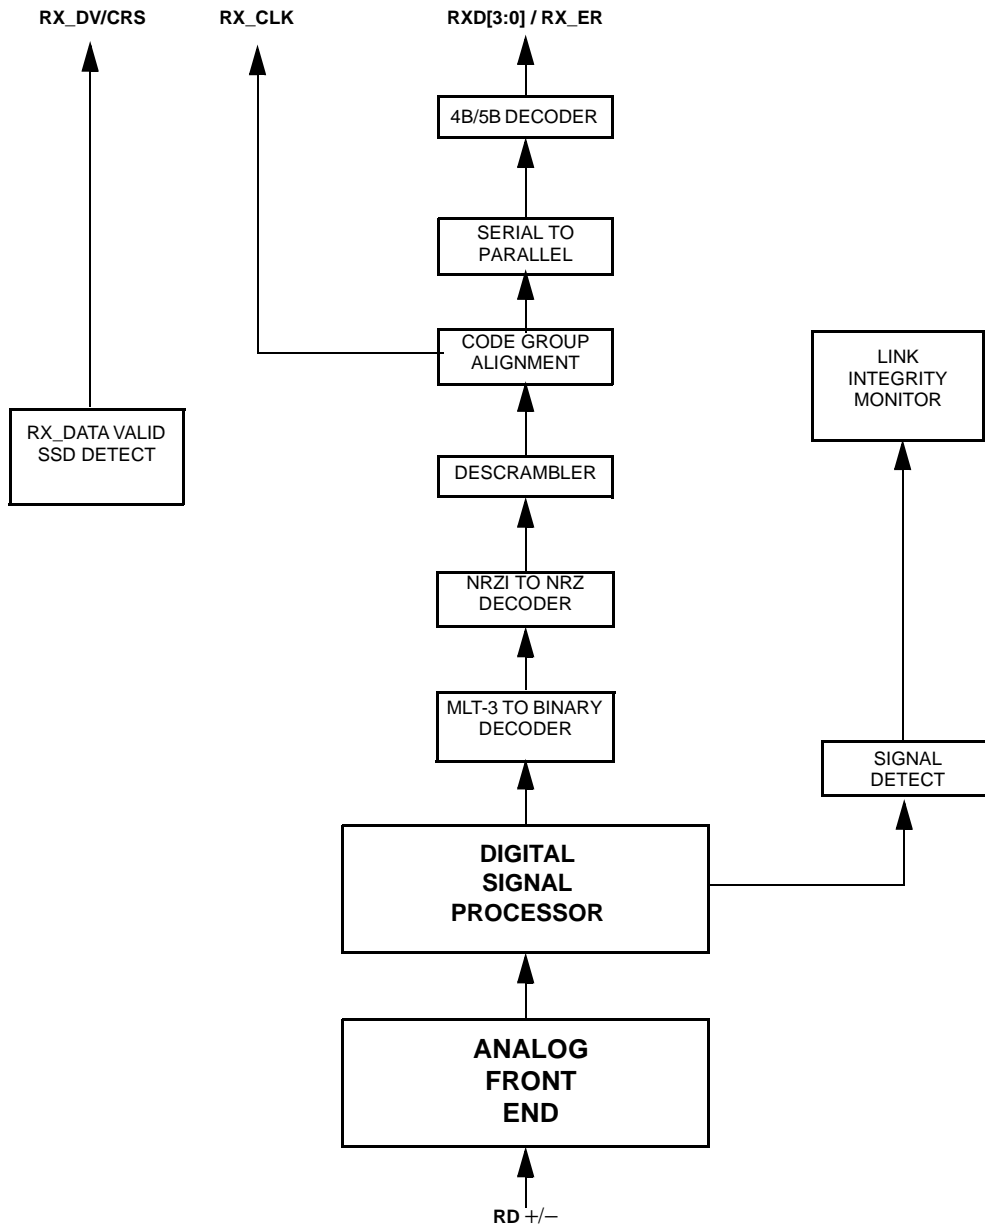 RX_DV/CRS
RX_CLK
RXD[3:0] / RX_ER
4B/5B DECODER
SERIAL TO
PARALLEL
CODE GROUP
ALIGNMENT
LINK
INTEGRITY
MONITOR
RX_DATA VALID
SSD DETECT
DESCRAMBLER
NRZI TO NRZ
DECODER
MLT-3 TO BINARY
DECODER
SIGNAL
DETECT
DIGITAL
SIGNAL
PROCESSOR
ANALOG
FRONT
END
RD +/−